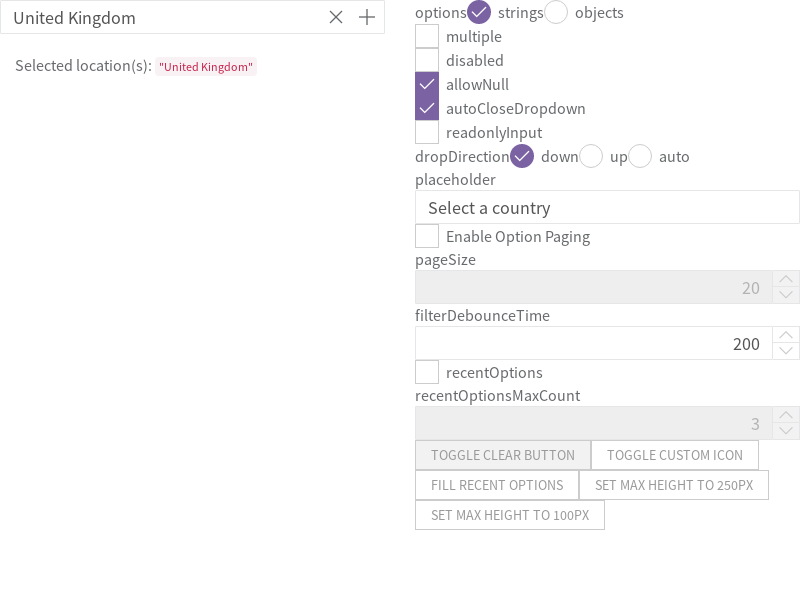 United Kingdom
Selected location(s): "United Kingdom"
options strings objects
multiple
disabled
allowNull
autoCloseDropdown
readonlyInput
dropDirection down up auto
placeholder
Select a country
Enable Option Paging
pageSize
20
filterDebounceTime
200
recentOptions
recentOptionsMaxCount
3
TOGGLE CLEAR BUTTON TOGGLE CUSTOM ICON
FILL RECENT OPTIONS SET MAX HEIGHT TO 250PX
SET MAX HEIGHT TO 100PX